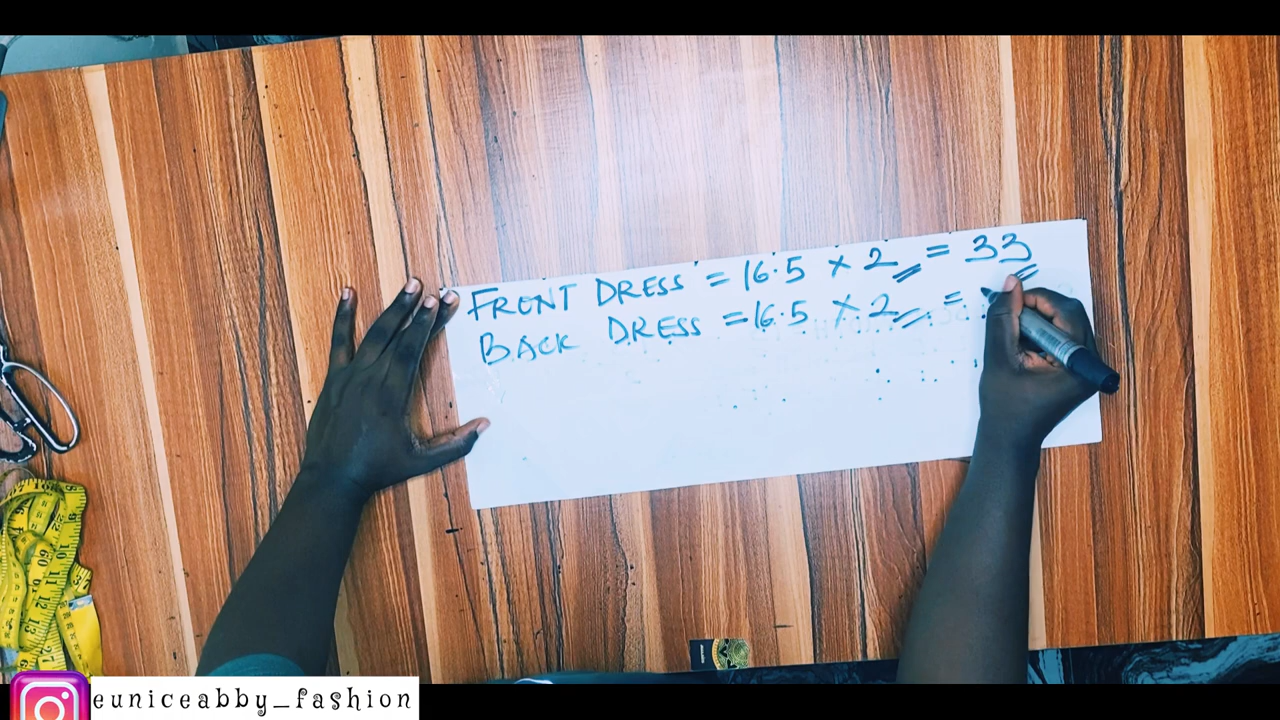 FRONT DRESS = 16.5 × 2 = 33
BACK DRESS = 16.5 × 2 =
euniceabby_fashion